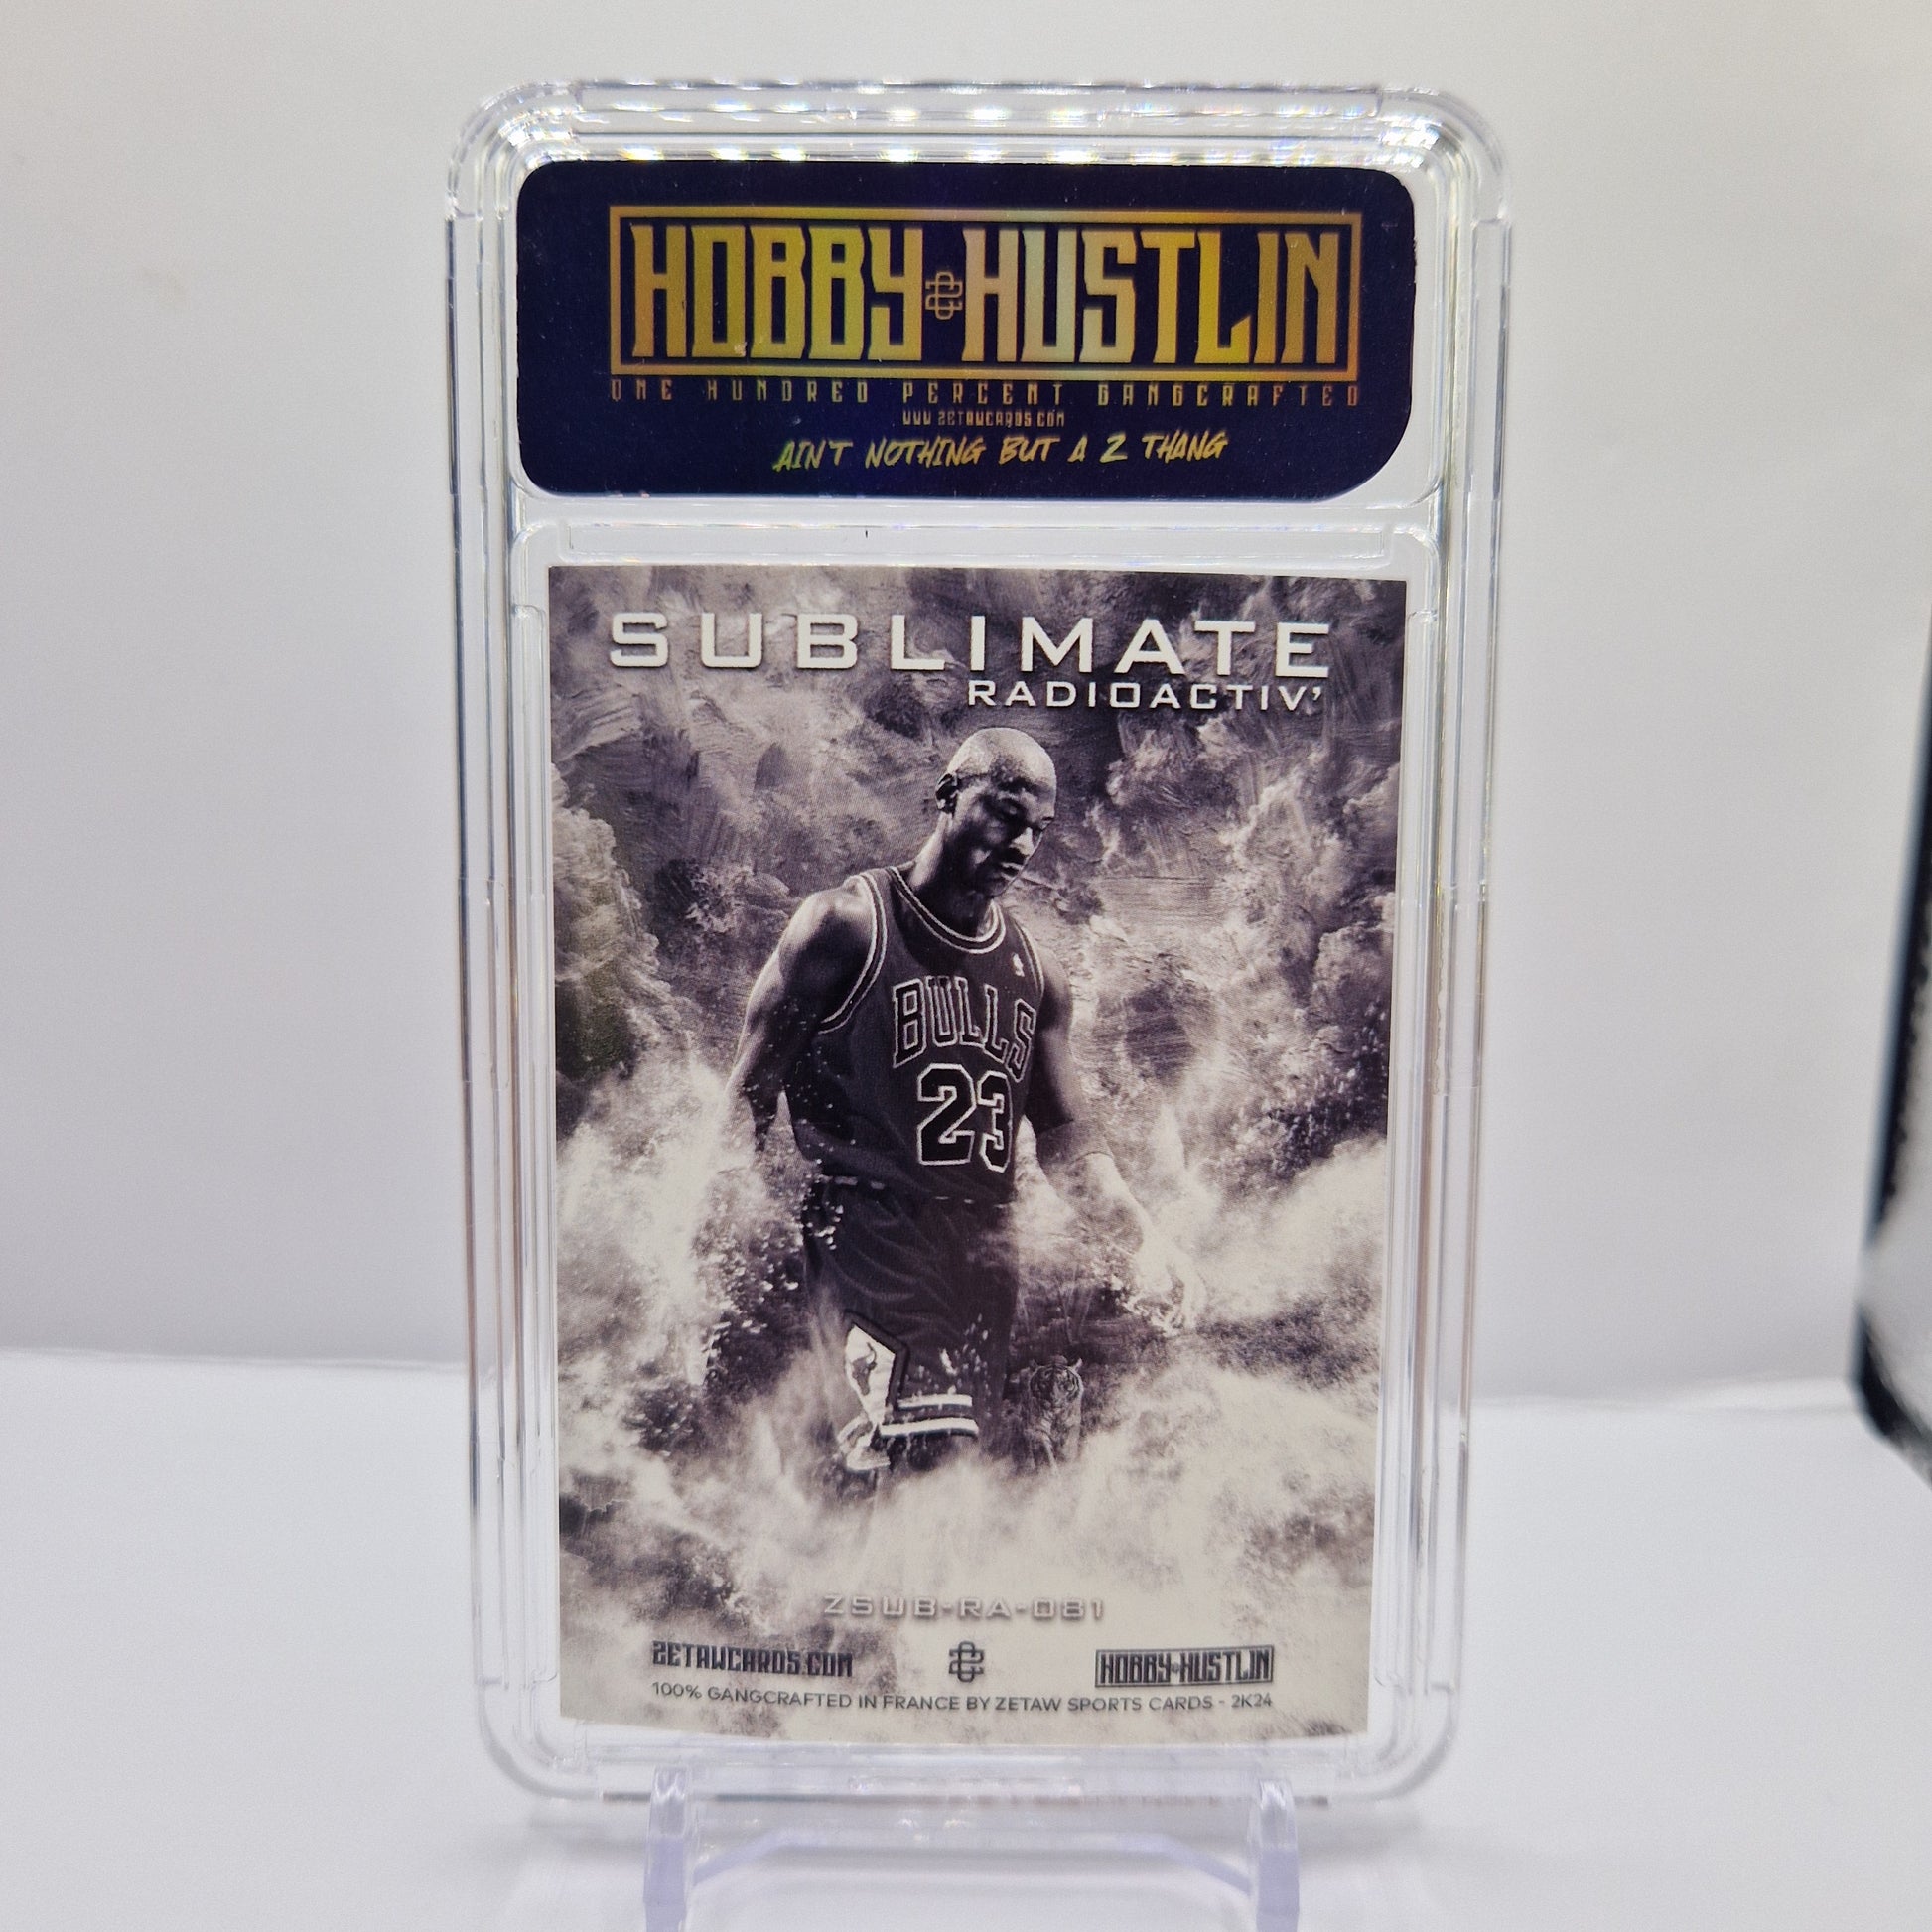 HOBBY HUSTLIN
ONE HUNDRED PERCENT GANGCRAFTED
WWW.ZETAWCARDS.COM
AIN'T NOTHING BUT A Z THANG
SUBLIMATE
RADIOACTIV'
BULLS
23
ZSUB-RA-081
ZETAWCARDS.COM
HOBBY HUSTLIN
100% GANGCRAFTED IN FRANCE BY ZETAW SPORTS CARDS - 2K24